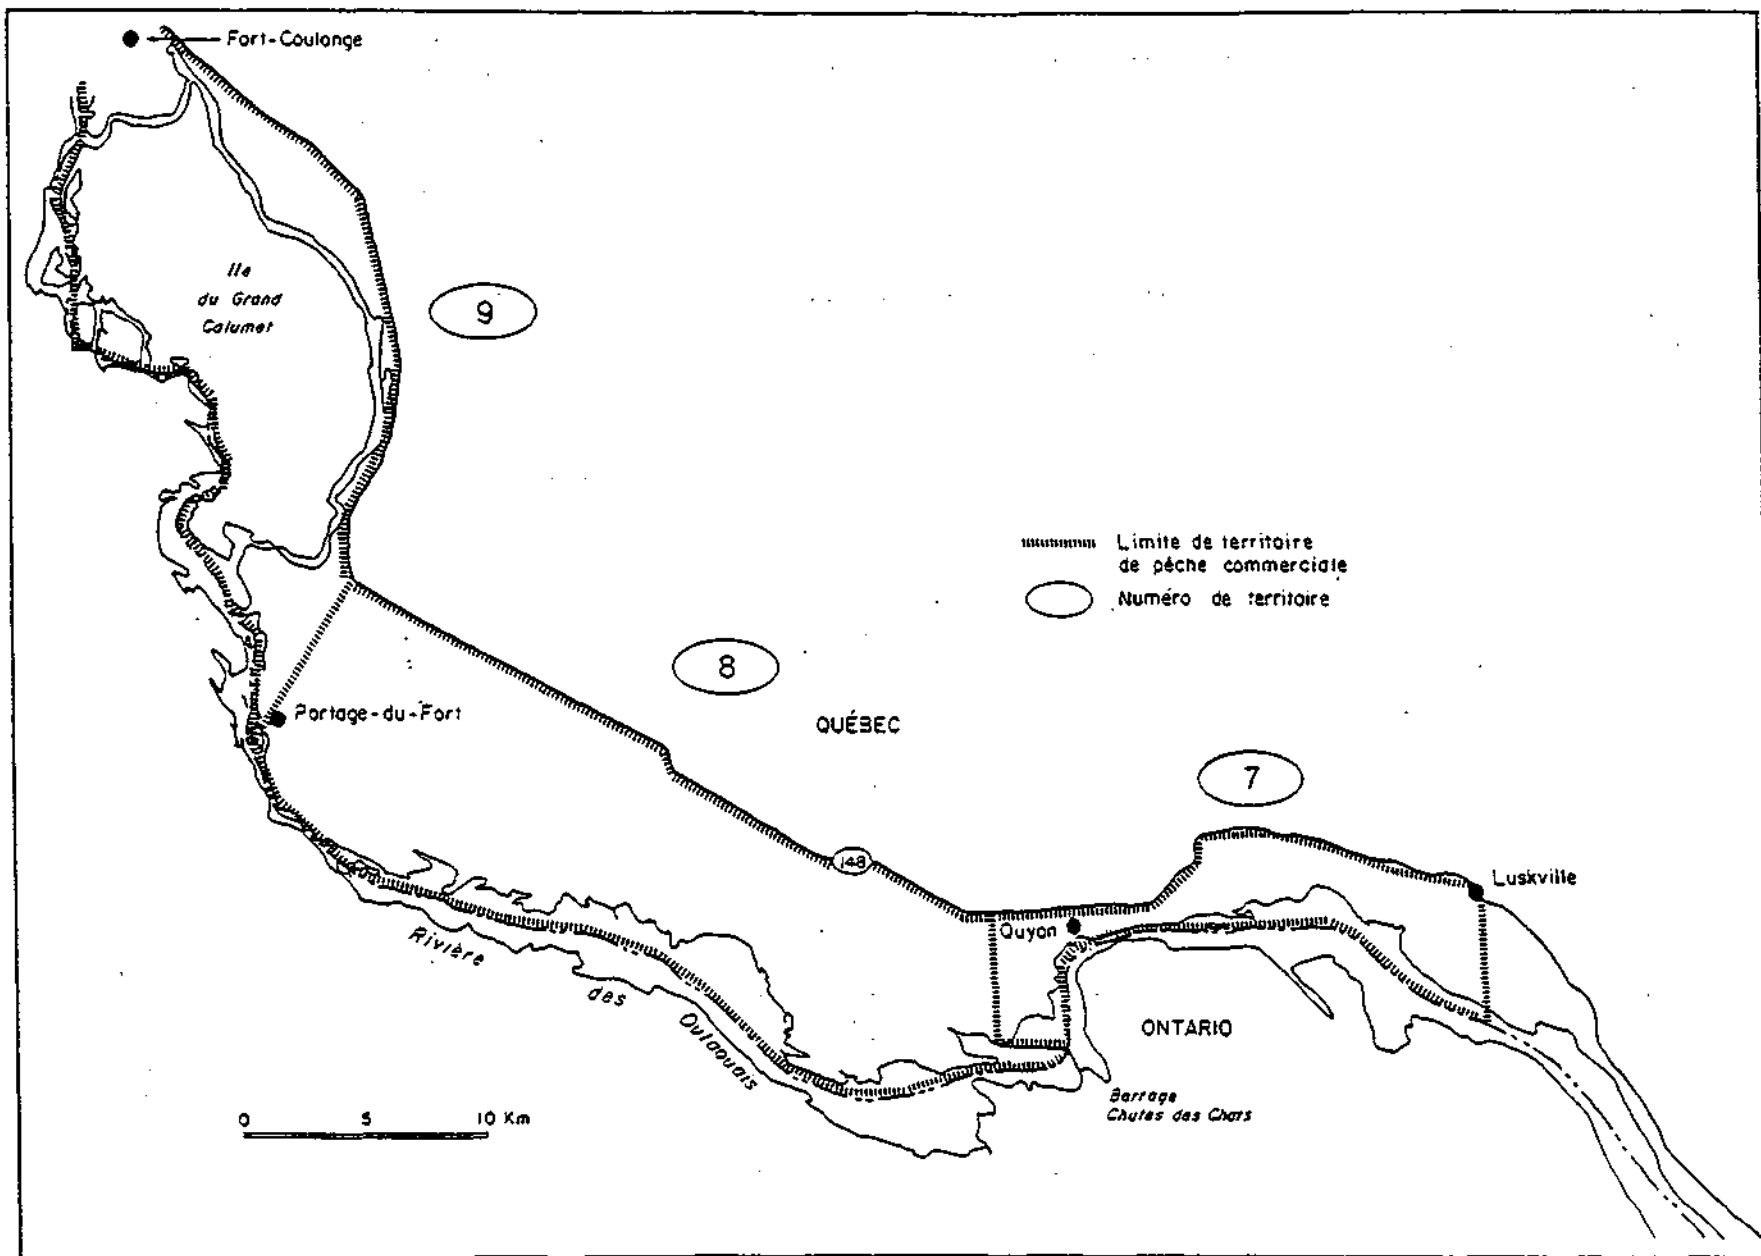 Fort-Coulonge
Ile
du Grand
Calumet
9
Limite de territoire
de pêche commerciale
Numéro de territoire
8
Portage-du-Fort
QUÉBEC
7
148
Luskville
Quyon
Rivière
des
Outaouais
ONTARIO
Barrage
Chutes des Chats
0 5 10 Km